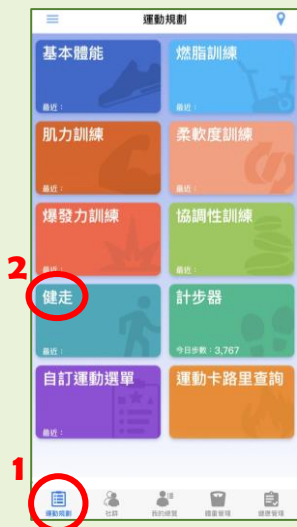 運動規劃
基本體能
最近：
燃脂訓練
最近：
肌力訓練
最近：
柔軟度訓練
最近：
爆發力訓練
最近：
協調性訓練
最近：
2
健走
最近：
計步器
今日步數：3,767
自訂運動選單
最近：
運動卡路里查詢
1
運動規劃
社群
我的總覽
體重管理
健康管理